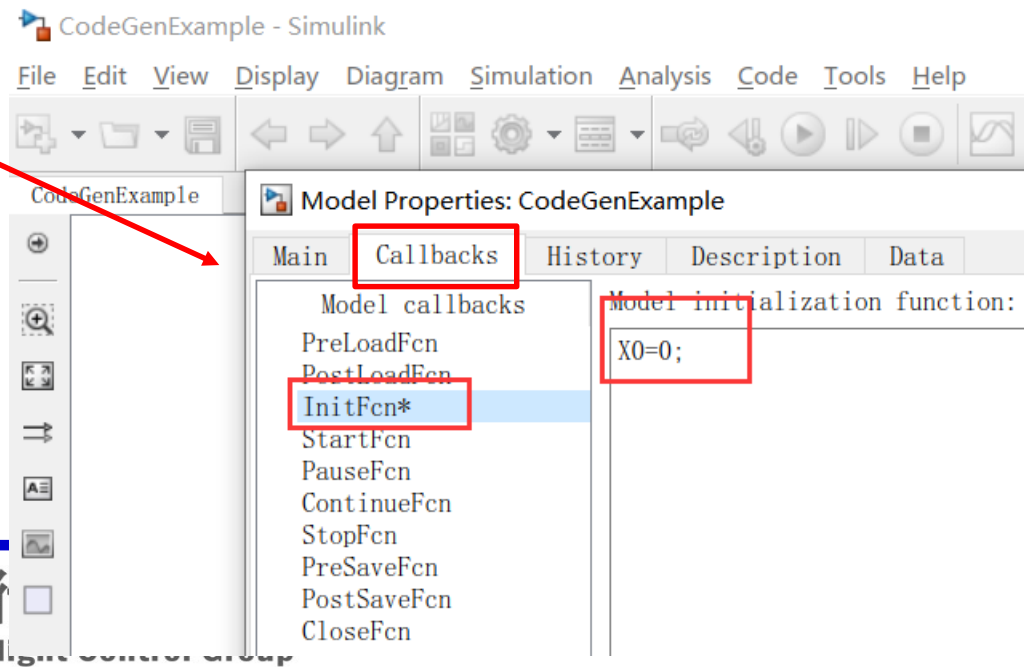 CodeGenExample - Simulink
File Edit View Display Diagram Simulation Analysis Code Tools Help
CodeGenExample
Model Properties: CodeGenExample
Main Callbacks History Description Data
Model callbacks
Model initialization function:
PreLoadFcn
X0=0;
PostLoadFcn
InitFcn*
StartFcn
PauseFcn
ContinueFcn
StopFcn
PreSaveFcn
PostSaveFcn
CloseFcn
Control Group